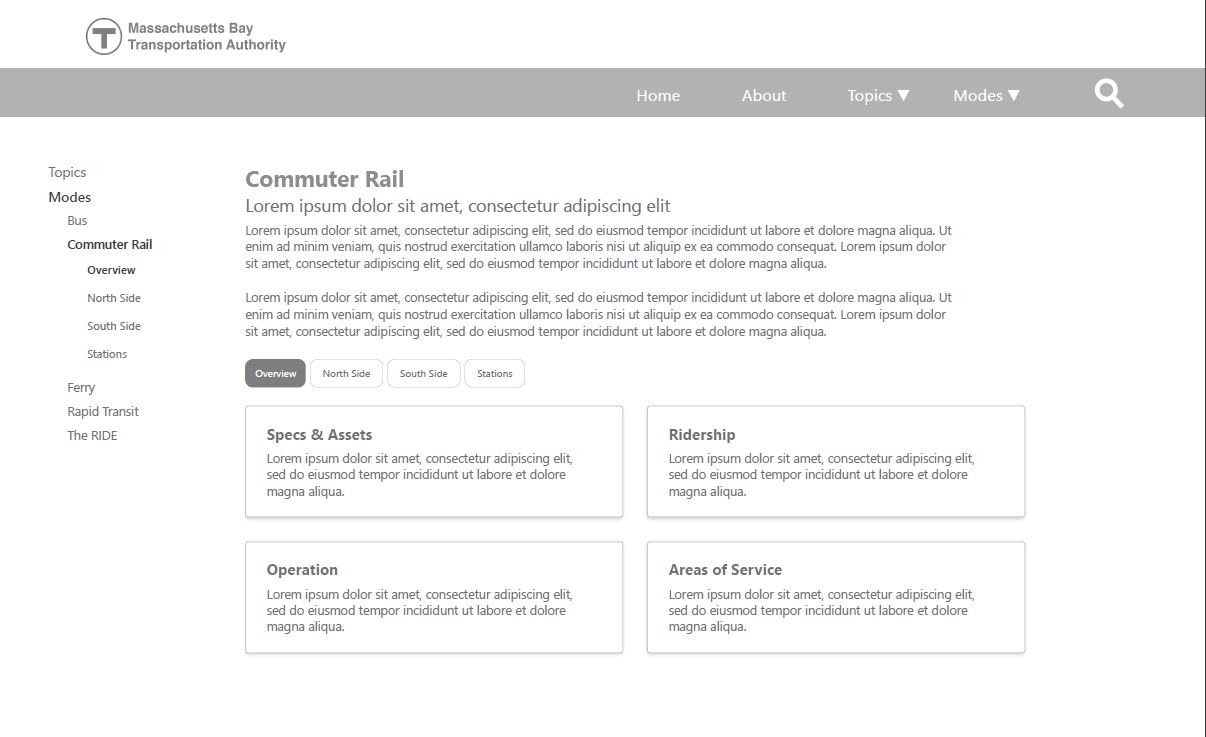 Massachusetts Bay
Transportation Authority
Home About Topics ▼ Modes ▼
Topics
Modes
Bus
Commuter Rail
Overview
North Side
South Side
Stations
Ferry
Rapid Transit
The RIDE
Commuter Rail
Lorem ipsum dolor sit amet, consectetur adipiscing elit
Lorem ipsum dolor sit amet, consectetur adipiscing elit, sed do eiusmod tempor incididunt ut labore et dolore magna aliqua. Ut
enim ad minim veniam, quis nostrud exercitation ullamco laboris nisi ut aliquip ex ea commodo consequat. Lorem ipsum dolor
sit amet, consectetur adipiscing elit, sed do eiusmod tempor incididunt ut labore et dolore magna aliqua.
Lorem ipsum dolor sit amet, consectetur adipiscing elit, sed do eiusmod tempor incididunt ut labore et dolore magna aliqua. Ut
enim ad minim veniam, quis nostrud exercitation ullamco laboris nisi ut aliquip ex ea commodo consequat. Lorem ipsum dolor
sit amet, consectetur adipiscing elit, sed do eiusmod tempor incididunt ut labore et dolore magna aliqua.
Overview North Side South Side Stations
Specs & Assets
Lorem ipsum dolor sit amet, consectetur adipiscing elit,
sed do eiusmod tempor incididunt ut labore et dolore
magna aliqua.
Ridership
Lorem ipsum dolor sit amet, consectetur adipiscing elit,
sed do eiusmod tempor incididunt ut labore et dolore
magna aliqua.
Operation
Lorem ipsum dolor sit amet, consectetur adipiscing elit,
sed do eiusmod tempor incididunt ut labore et dolore
magna aliqua.
Areas of Service
Lorem ipsum dolor sit amet, consectetur adipiscing elit,
sed do eiusmod tempor incididunt ut labore et dolore
magna aliqua.